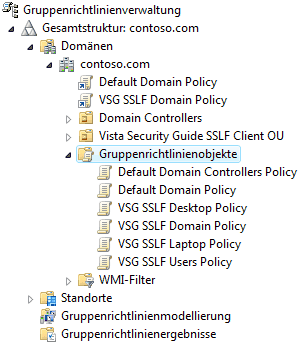 Gruppenrichtlinienverwaltung
Gesamtstruktur: contoso.com
Domänen
contoso.com
Default Domain Policy
VSG SSLF Domain Policy
Domain Controllers
Vista Security Guide SSLF Client OU
Gruppenrichtlinienobjekte
Default Domain Controllers Policy
Default Domain Policy
VSG SSLF Desktop Policy
VSG SSLF Domain Policy
VSG SSLF Laptop Policy
VSG SSLF Users Policy
WMI-Filter
Standorte
Gruppenrichtlinienmodellierung
Gruppenrichtlinienergebnisse